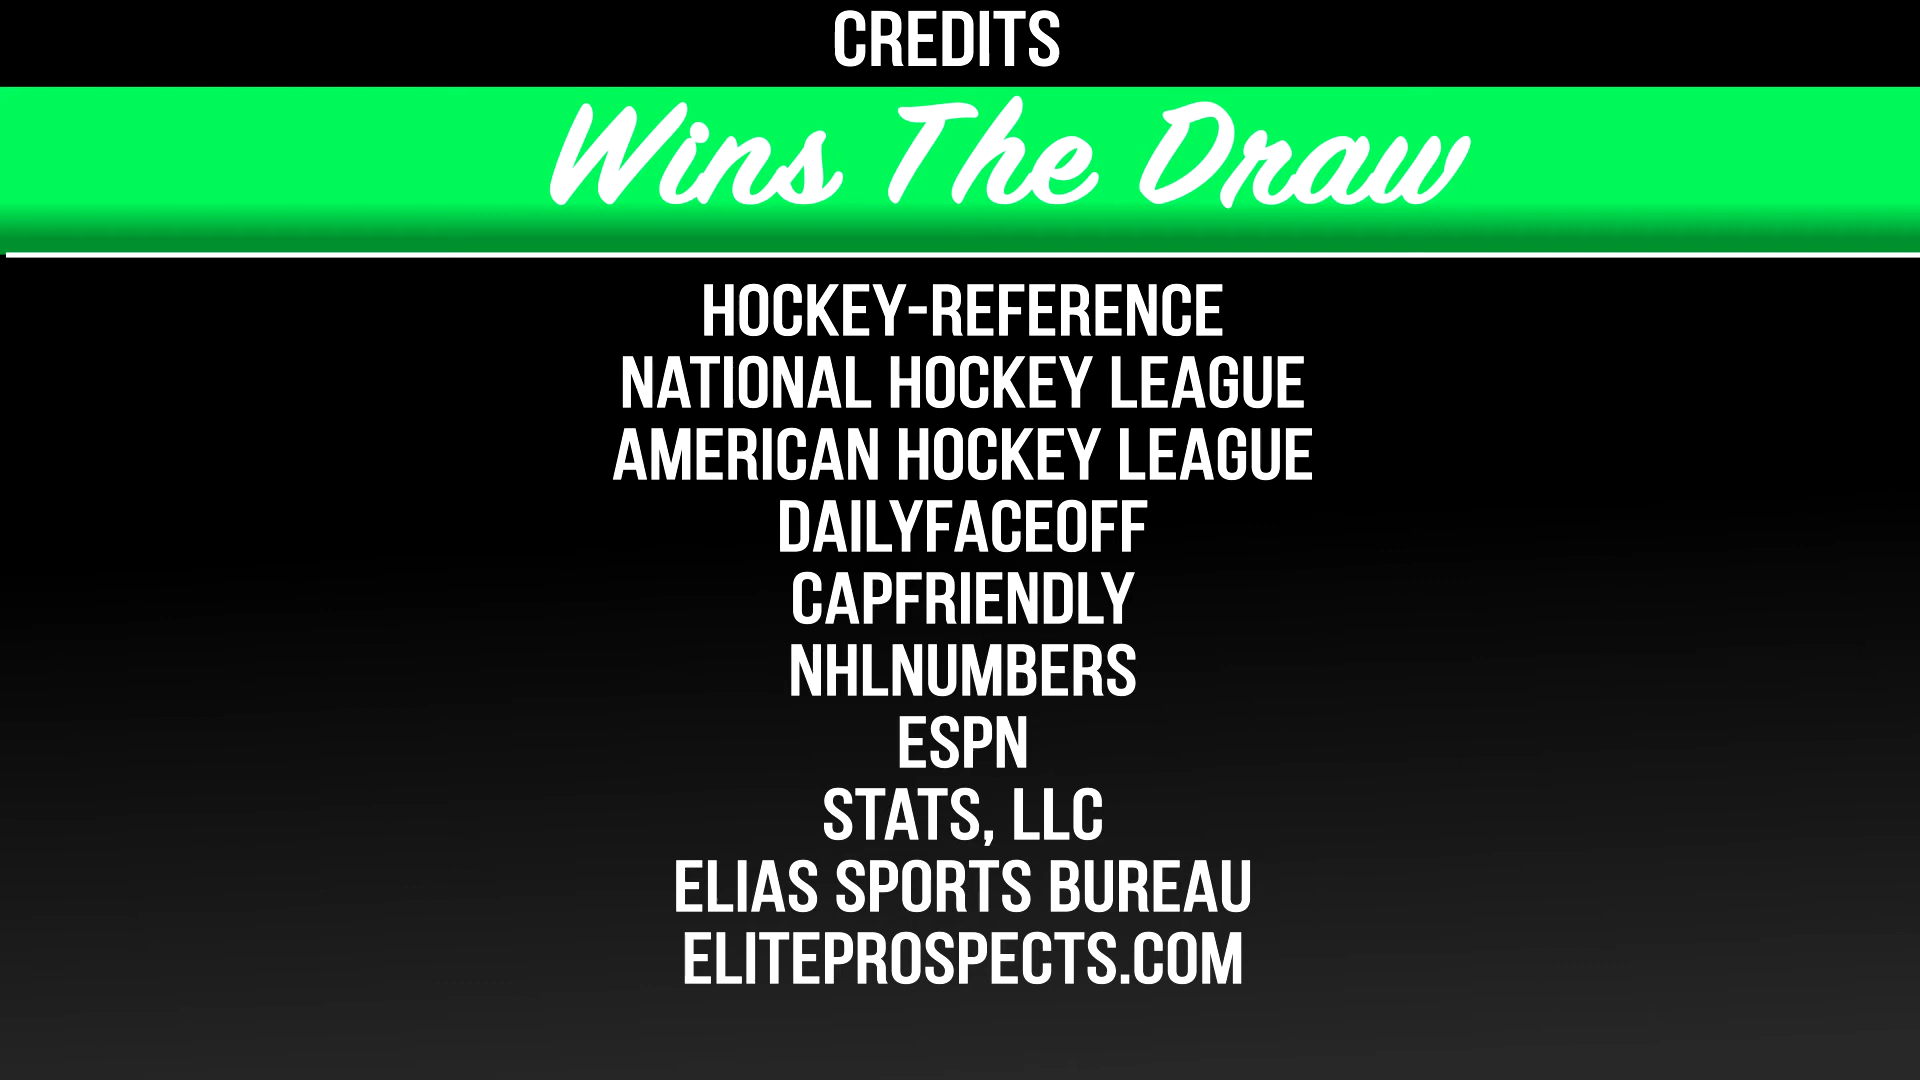 CREDITS
Wins The Draw
HOCKEY-REFERENCE
NATIONAL HOCKEY LEAGUE
AMERICAN HOCKEY LEAGUE
DAILYFACEOFF
CAPFRIENDLY
NHLNUMBERS
ESPN
STATS, LLC
ELIAS SPORTS BUREAU
ELITEPROSPECTS.COM